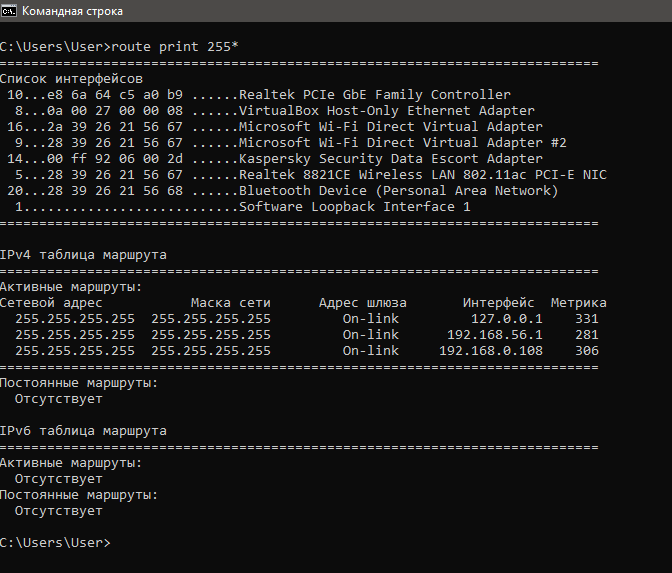 Командная строка
C:\Users\User>route print 255*
===========================================================================
Список интерфейсов
 10...e8 6a 64 c5 a0 b9 ......Realtek PCIe GbE Family Controller
  8...0a 00 27 00 00 08 ......VirtualBox Host-Only Ethernet Adapter
 16...2a 39 26 21 56 67 ......Microsoft Wi-Fi Direct Virtual Adapter
  9...28 39 26 21 56 67 ......Microsoft Wi-Fi Direct Virtual Adapter #2
 14...00 ff 92 06 00 2d ......Kaspersky Security Data Escort Adapter
  5...28 39 26 21 56 67 ......Realtek 8821CE Wireless LAN 802.11ac PCI-E NIC
 20...28 39 26 21 56 68 ......Bluetooth Device (Personal Area Network)
  1...........................Software Loopback Interface 1
===========================================================================
IPv4 таблица маршрута
===========================================================================
Активные маршруты:
Сетевой адрес           Маска сети      Адрес шлюза       Интерфейс  Метрика
  255.255.255.255  255.255.255.255         On-link         127.0.0.1    331
  255.255.255.255  255.255.255.255         On-link      192.168.56.1    281
  255.255.255.255  255.255.255.255         On-link     192.168.0.108    306
===========================================================================
Постоянные маршруты:
  Отсутствует
IPv6 таблица маршрута
===========================================================================
Активные маршруты:
  Отсутствует
Постоянные маршруты:
  Отсутствует
C:\Users\User>